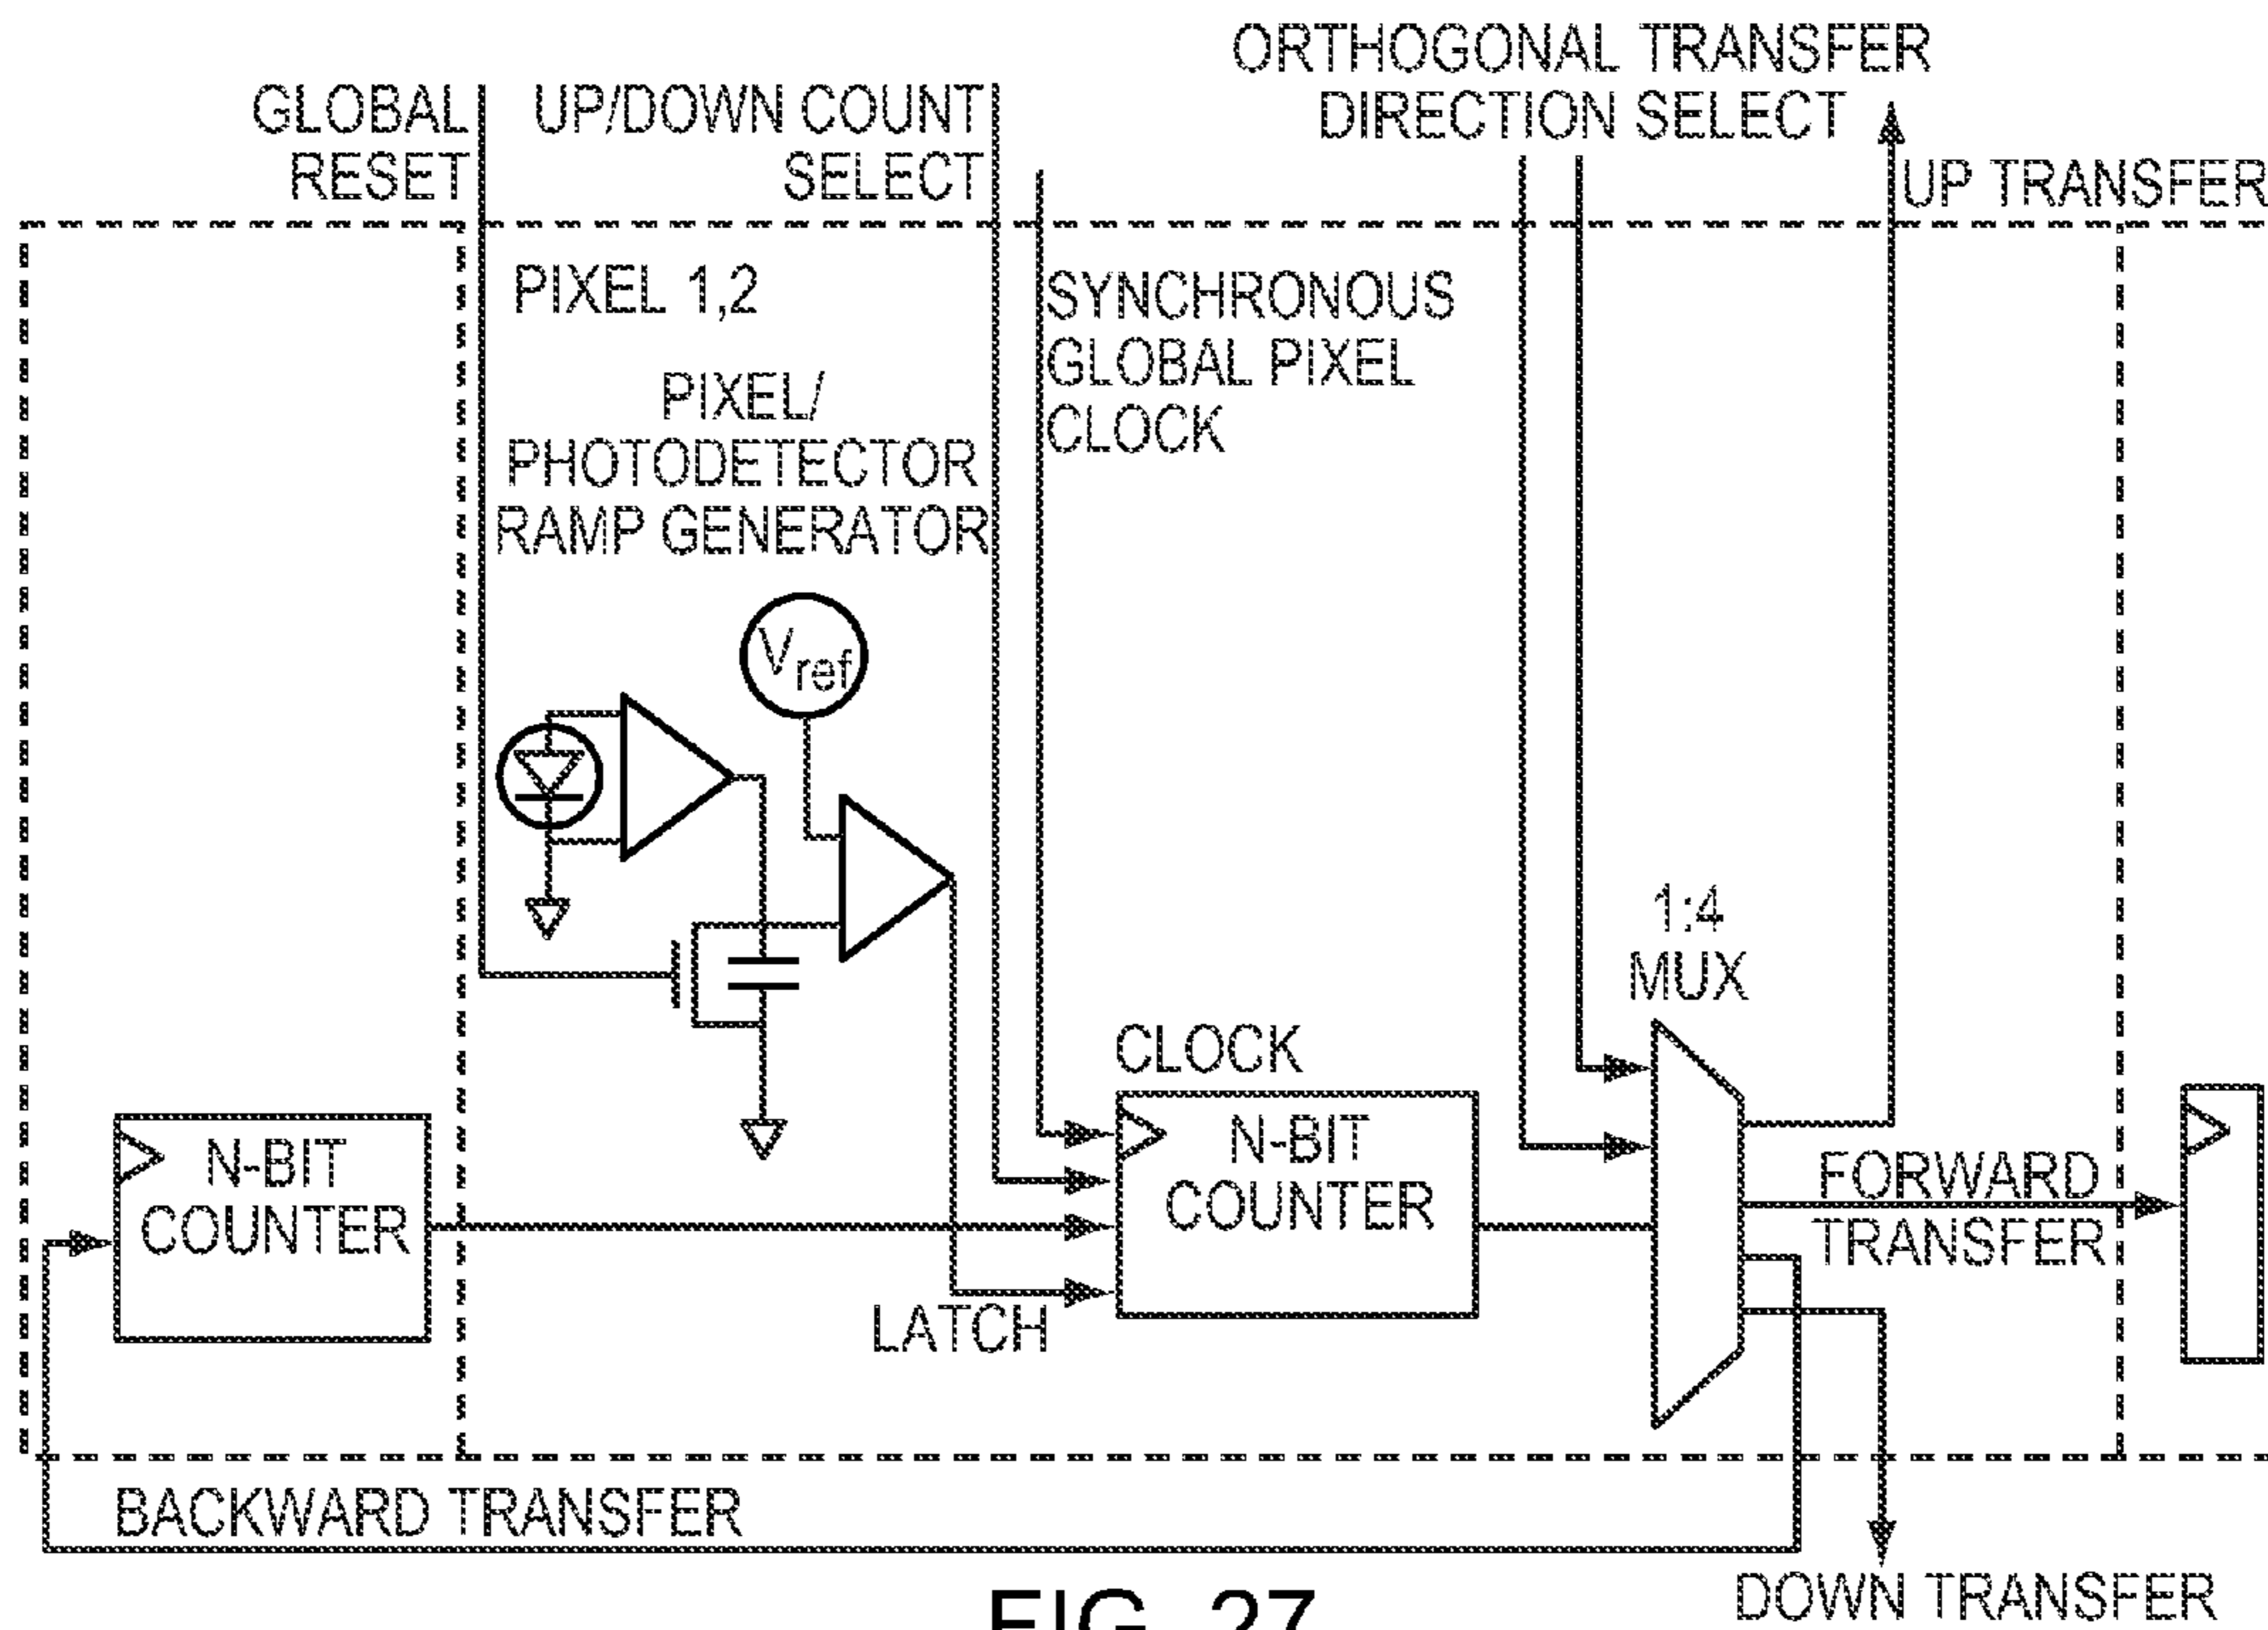 ORTHOGONAL TRANSFER
DIRECTION SELECT
GLOBAL
RESET
UP/DOWN COUNT
SELECT
UP TRANSFER
PIXEL 1,2
SYNCHRONOUS
GLOBAL PIXEL
CLOCK
PIXEL/
PHOTODETECTOR
RAMP GENERATOR
Vref
1:4
MUX
CLOCK
N-BIT
COUNTER
N-BIT
COUNTER
FORWARD
TRANSFER
LATCH
BACKWARD TRANSFER
DOWN TRANSFER
FIG. 27